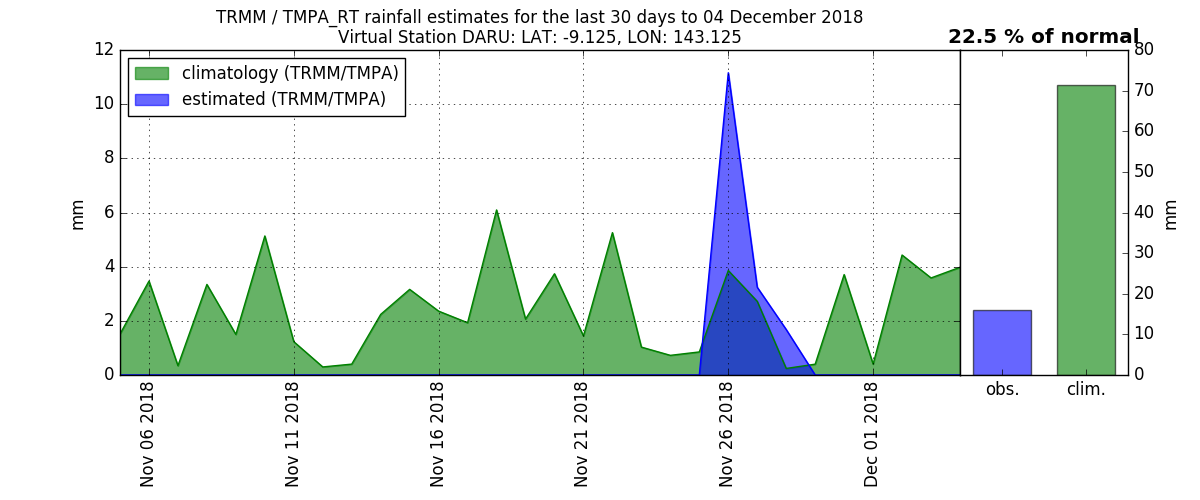 TRMM / TMPA_RT rainfall estimates for the last 30 days to 04 December 2018
Virtual Station DARU: LAT: -9.125, LON: 143.125
22.5 % of normal
climatology (TRMM/TMPA)
estimated (TRMM/TMPA)
12
10
8
6
4
2
0
mm
Nov 06 2018
Nov 11 2018
Nov 16 2018
Nov 21 2018
Nov 26 2018
Dec 01 2018
80
70
60
50
40
30
20
10
0
mm
obs.
clim.